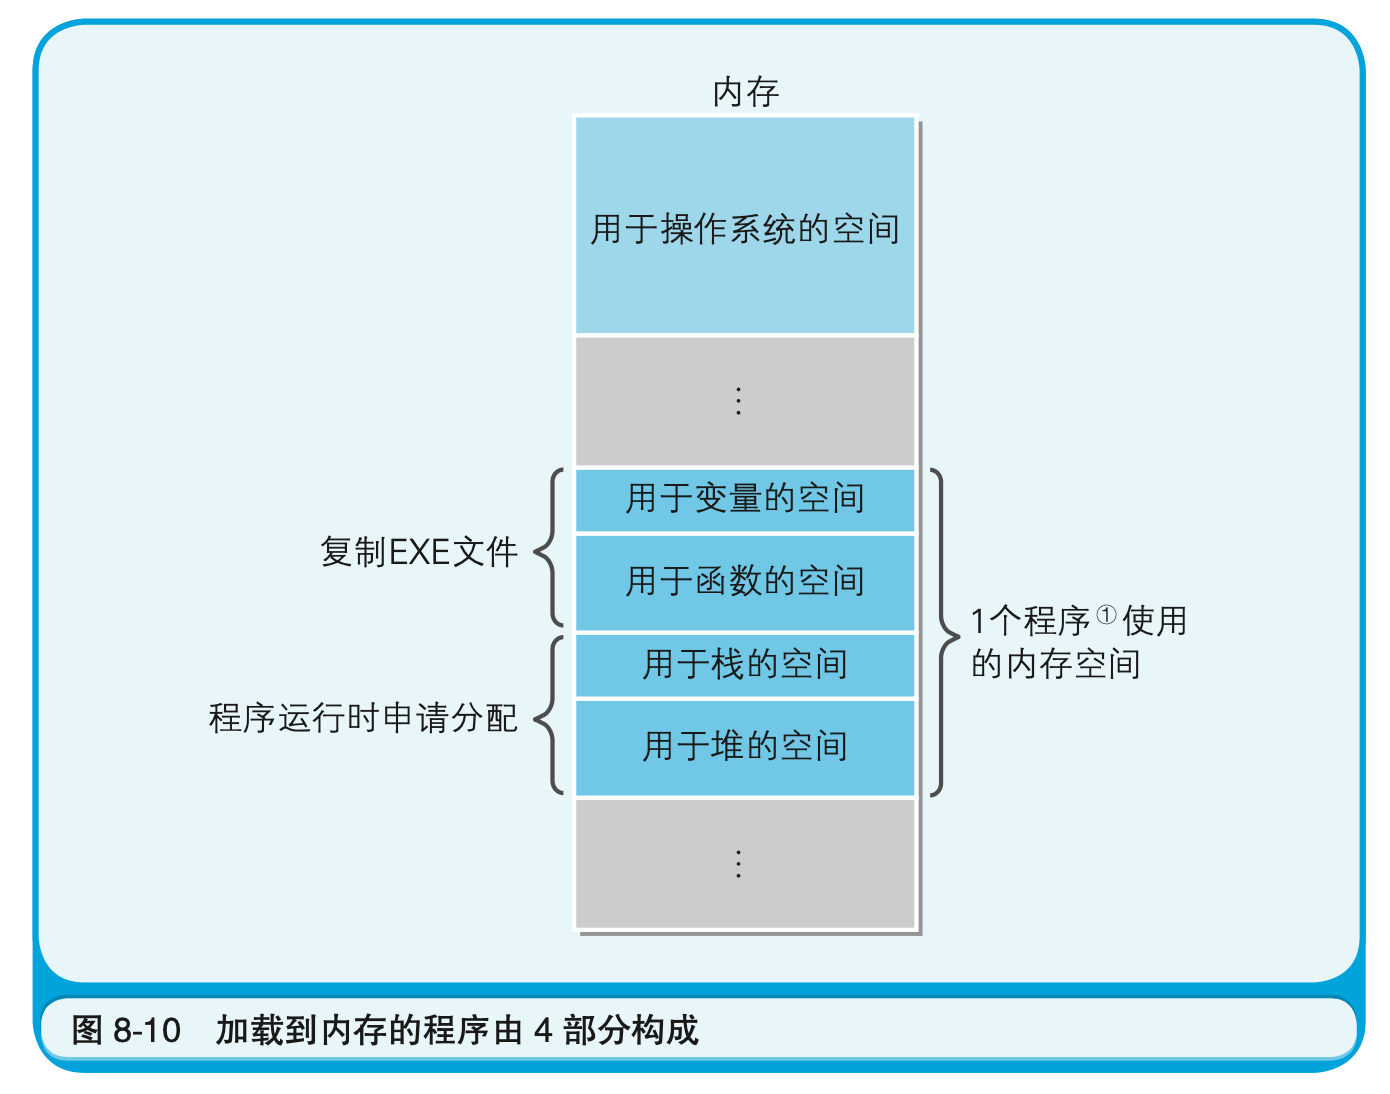 内存
用于操作系统的空间
⋮
用于变量的空间
用于函数的空间
复制EXE文件
用于栈的空间
用于堆的空间
程序运行时申请分配
1个程序①使用
的内存空间
⋮
图 8-10 加载到内存的程序由 4 部分构成